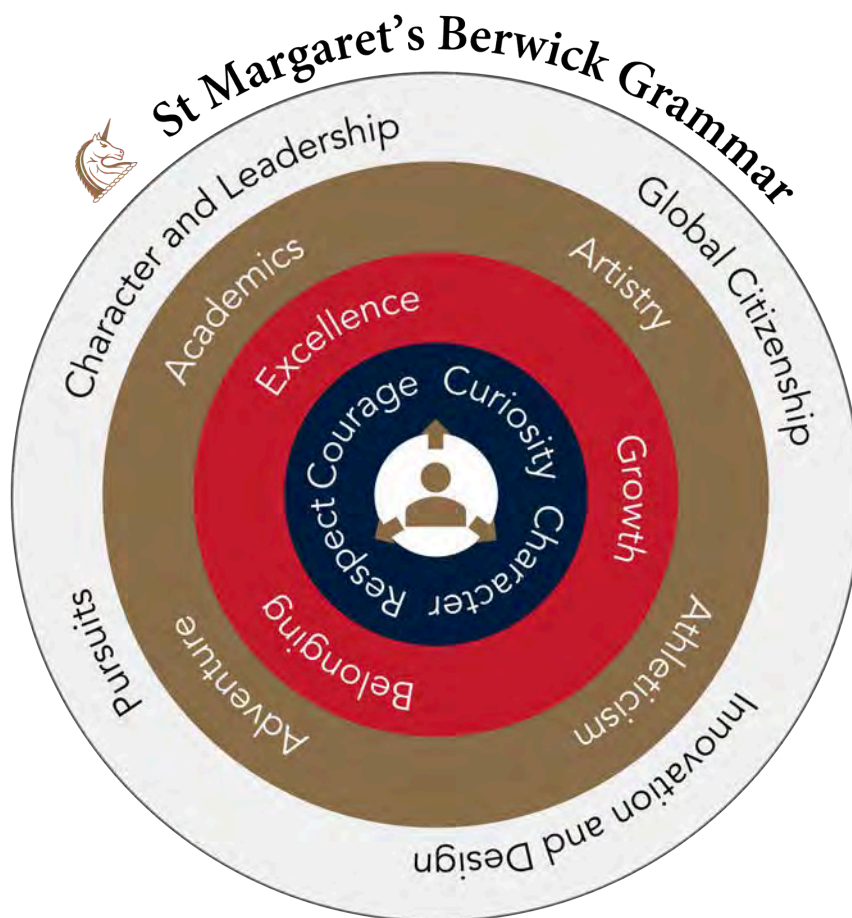 St Margaret's Berwick Grammar
Character and Leadership
Global Citizenship
Innovation and Design
Pursuits
Academics
Artistry
Athleticism
Adventure
Excellence
Growth
Belonging
Courage
Curiosity
Character
Respect